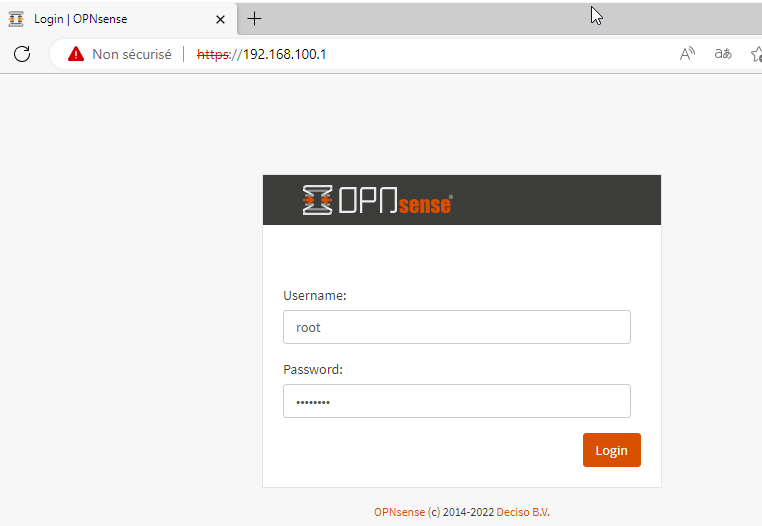 Login | OPNsense
Non sécurisé https://192.168.100.1
OPNsense®
Username:
root
Password:
••••••••
Login
OPNsense (c) 2014-2022 Deciso B.V.